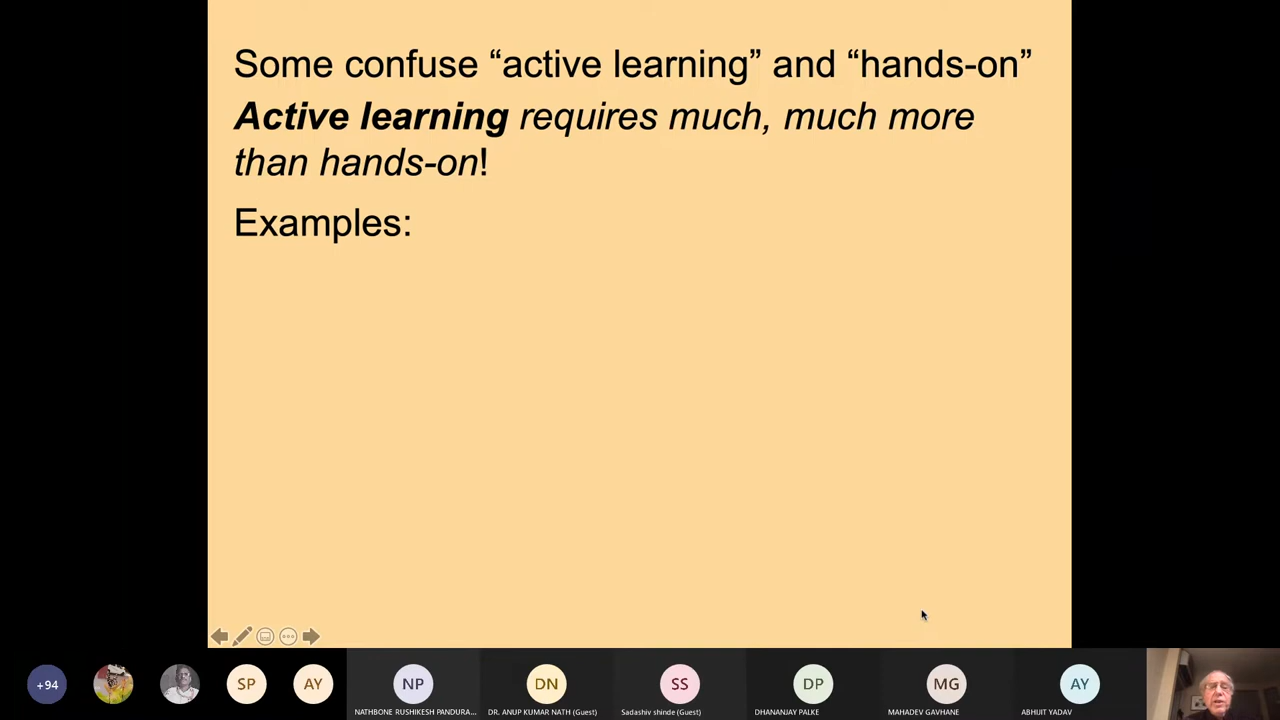 Some confuse “active learning” and “hands-on”
Active learning requires much, much more
than hands-on!
Examples:
+94
SP
AY
NP
DN
SS
DP
MG
AY
NATHBONE RUSHIKESH PANDURA...
DR. ANUP KUMAR NATH (Guest)
Sadashiv shinde (Guest)
DHANANJAY PALKE
MAHADEV GAVHANE
ABHIJIT YADAV